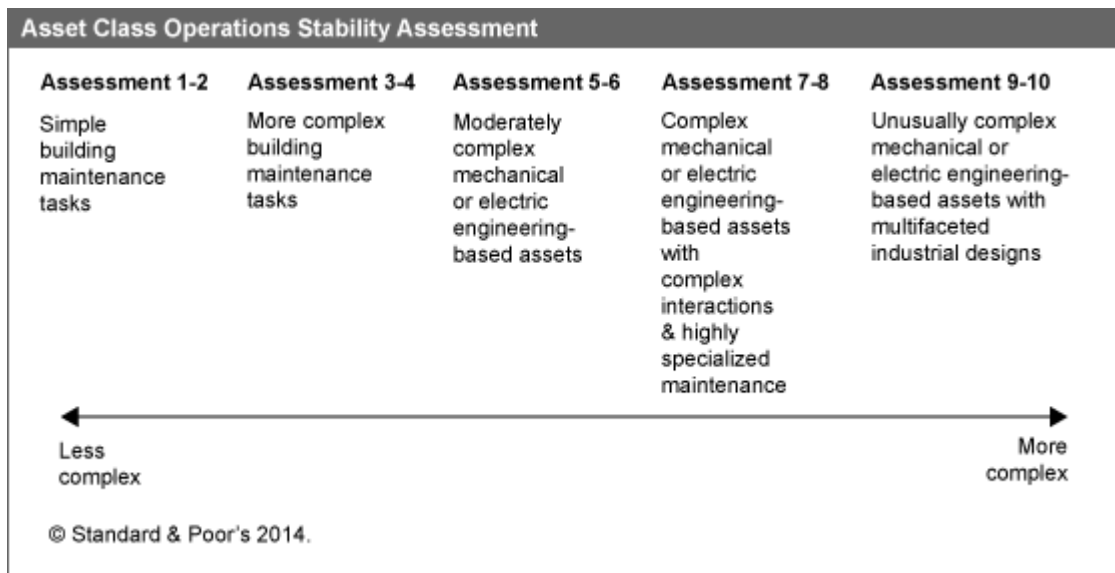 Asset Class Operations Stability Assessment
Assessment 1-2
Simple
building
maintenance
tasks
Assessment 3-4
More complex
building
maintenance
tasks
Assessment 5-6
Moderately
complex
mechanical
or electric
engineering-
based assets
Assessment 7-8
Complex
mechanical
or electric
engineering-
based assets
with
complex
interactions
& highly
specialized
maintenance
Assessment 9-10
Unusually complex
mechanical or
electric engineering-
based assets with
multifaceted
industrial designs
Less
complex
More
complex
© Standard & Poor's 2014.